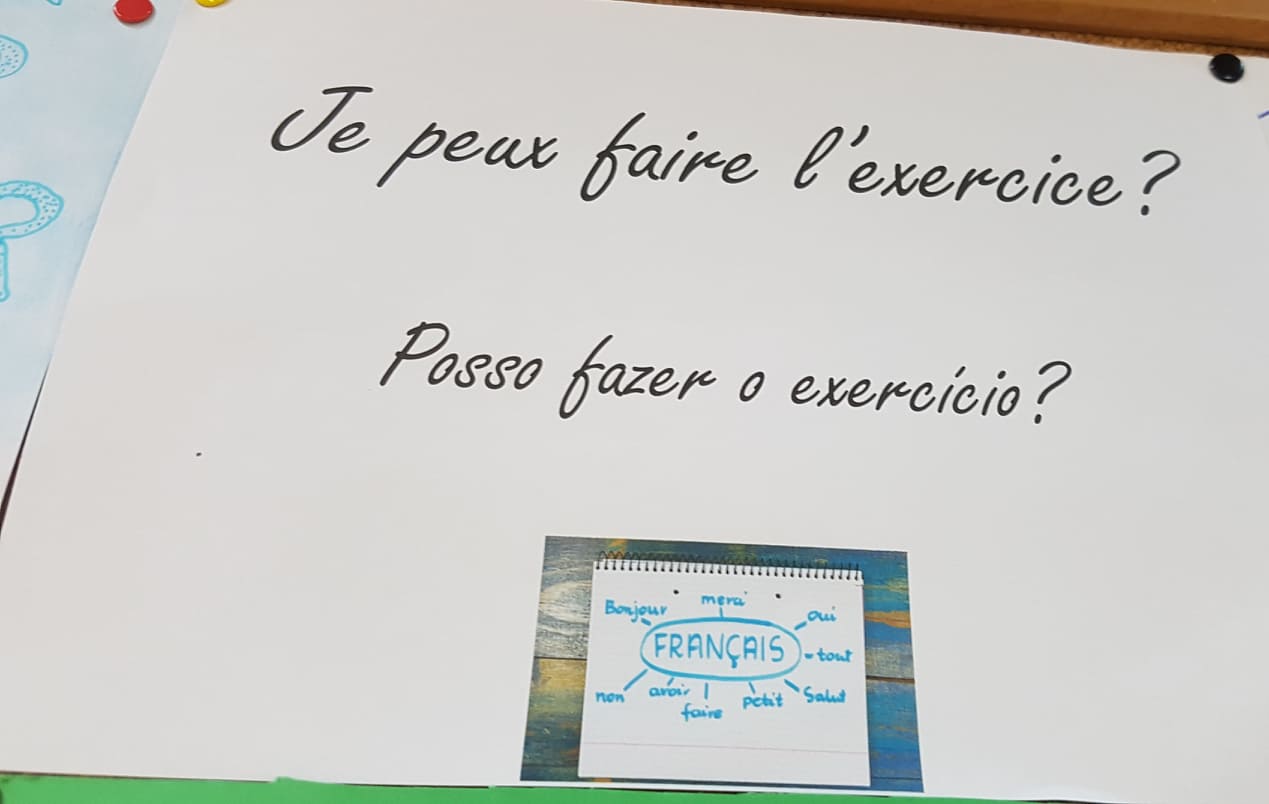 Je peux faire l'exercice?
Posso fazer o exercício?
Bonjour merci oui
FRANÇAIS - tout
non avoir faire petit Salut